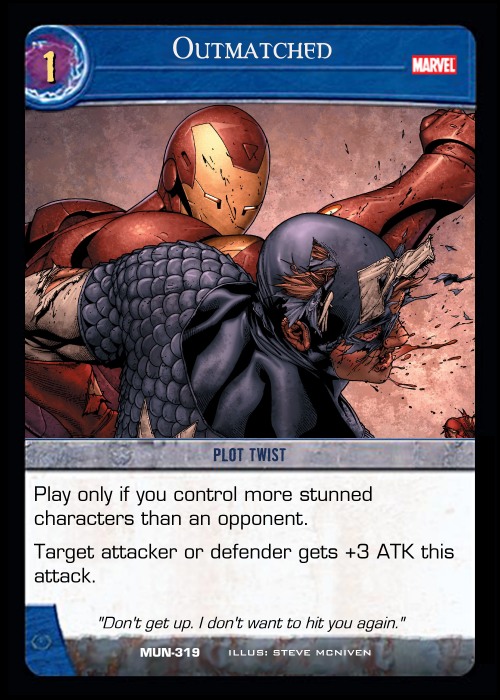 1
Outmatched
MARVEL
PLOT TWIST
Play only if you control more stunned
characters than an opponent.
Target attacker or defender gets +3 ATK this
attack.
"Don't get up. I don't want to hit you again."
MUN-319 ILLUS: STEVE MCNIVEN